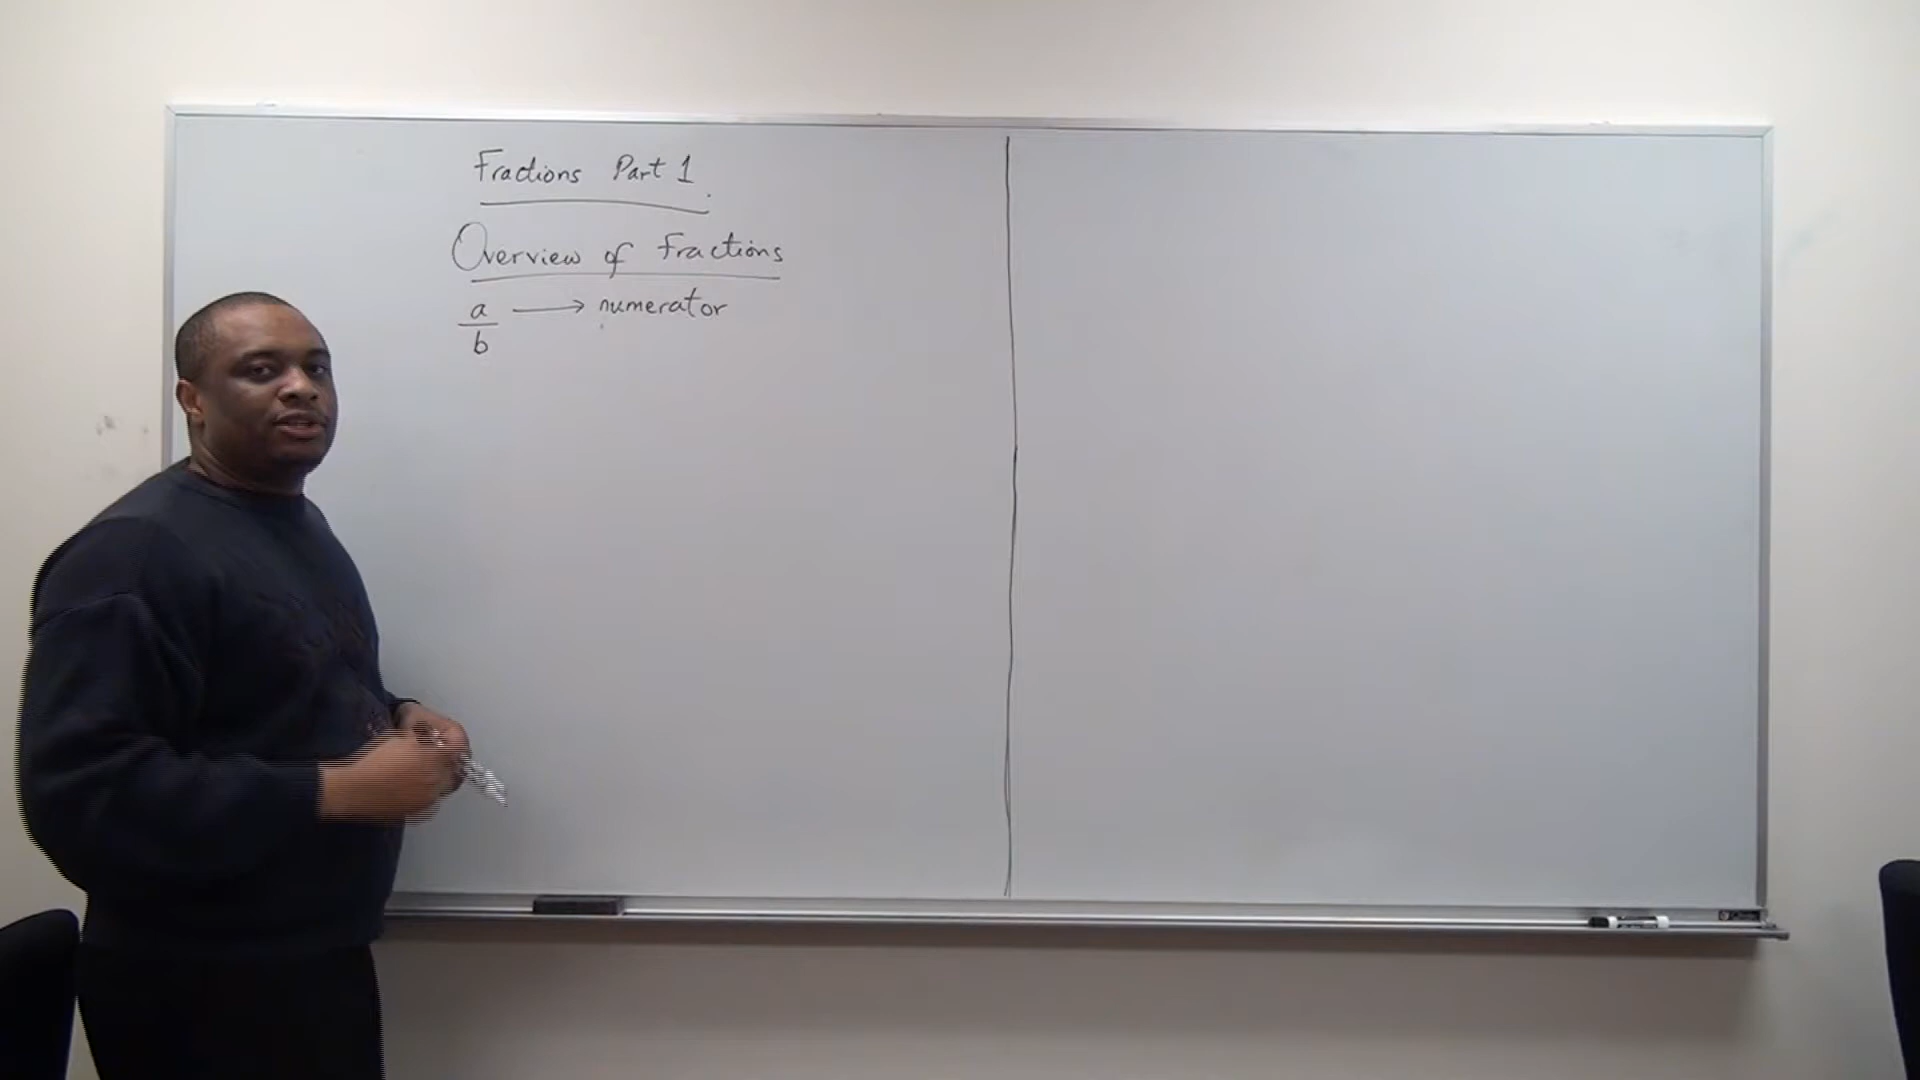 Fractions Part 1
Overview of Fractions
a → numerator
b